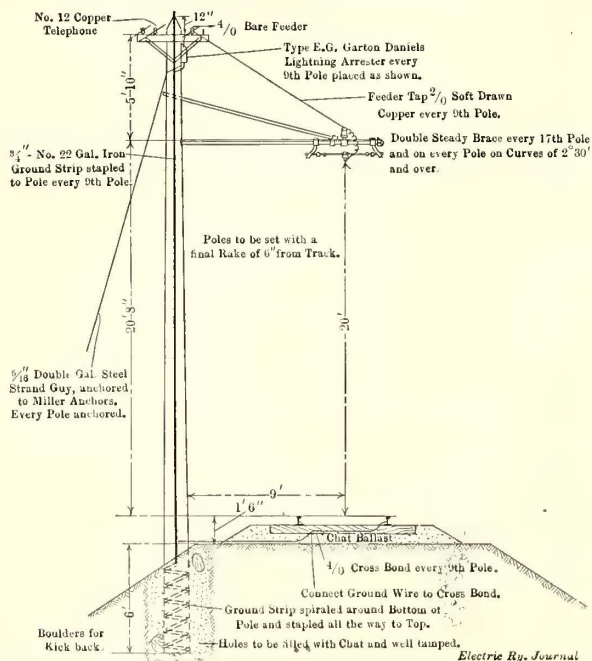 No. 12 Copper
Telephone
12"
4/0 Bare Feeder
Type E.G. Garton Daniels
Lightning Arrester every
9th Pole placed as shown.
5'-10"
Feeder Tap 2/0 Soft Drawn
Copper every 9th Pole.
Double Steady Brace every 17th Pole
and on every Pole on Curves of 2°30'
and over.
3/4"- No. 22 Gal. Iron
Ground Strip stapled
to Pole every 9th Pole
Poles to be set with a
final Rake of 6" from Track.
20'-8"
20'
5/16" Double Gal. Steel
Strand Guy, anchored
to Miller Anchors.
Every Pole anchored.
9'
1'6"
Chat Ballast
4/0 Cross Bond every 9th Pole.
Connect Ground Wire to Cross Bond.
6'
Ground Strip spiraled around Bottom of
Pole and stapled all the way to Top.
Boulders for
Kick back.
Holes to be filled with Chat and well tamped.
Electric Ry. Journal